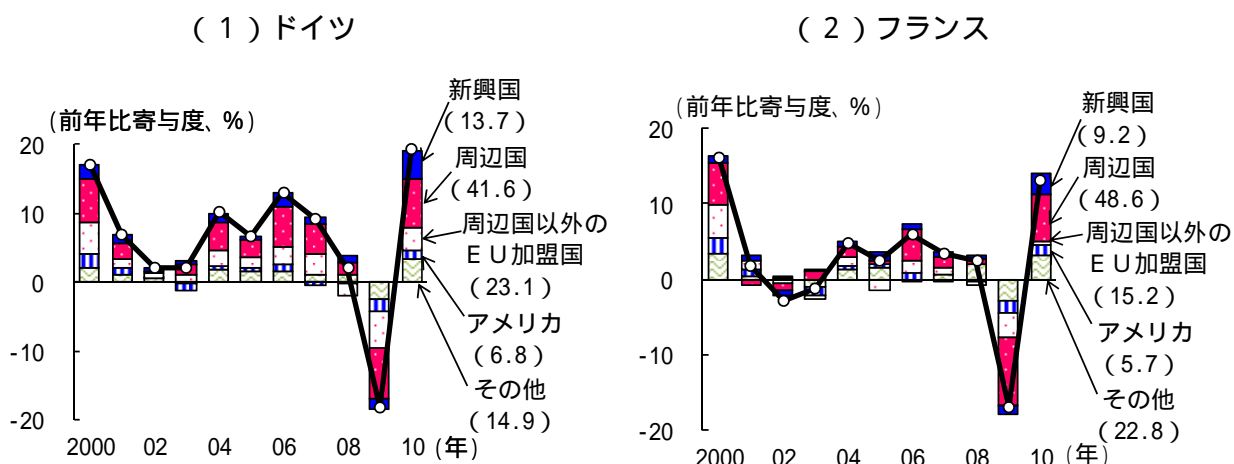 （１）ドイツ
(前年比寄与度、%)
20
10
0
-10
-20
2000 02 04 06 08 10 (年)
新興国
(13.7)
周辺国
(41.6)
周辺国以外の
ＥＵ加盟国
(23.1)
アメリカ
(6.8)
その他
(14.9)
（２）フランス
(前年比寄与度、%)
20
10
0
-10
-20
2000 02 04 06 08 10 (年)
新興国
(9.2)
周辺国
(48.6)
周辺国以外の
ＥＵ加盟国
(15.2)
アメリカ
(5.7)
その他
(22.8)